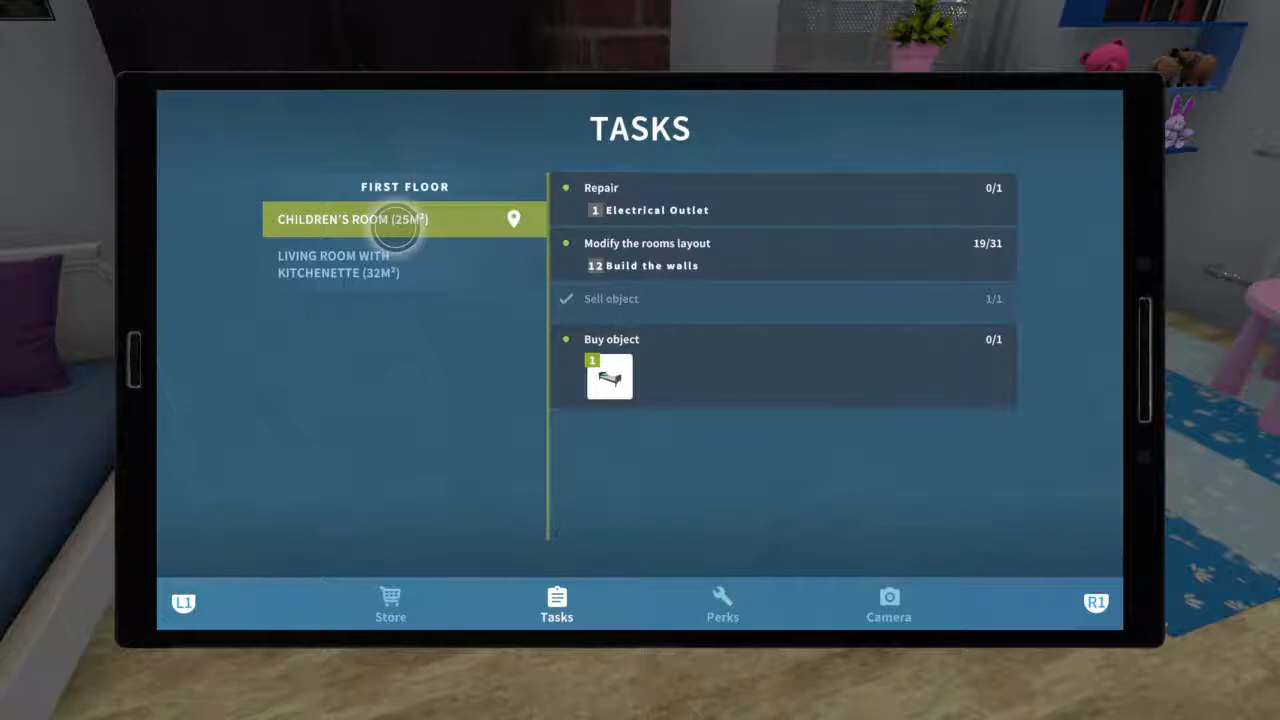 TASKS
FIRST FLOOR
CHILDREN'S ROOM (25M²)
LIVING ROOM WITH
KITCHENETTE (32M²)
Repair 0/1
1 Electrical Outlet
Modify the rooms layout 19/31
12 Build the walls
Sell object 1/1
Buy object 0/1
1
L1
Store
Tasks
Perks
Camera
R1